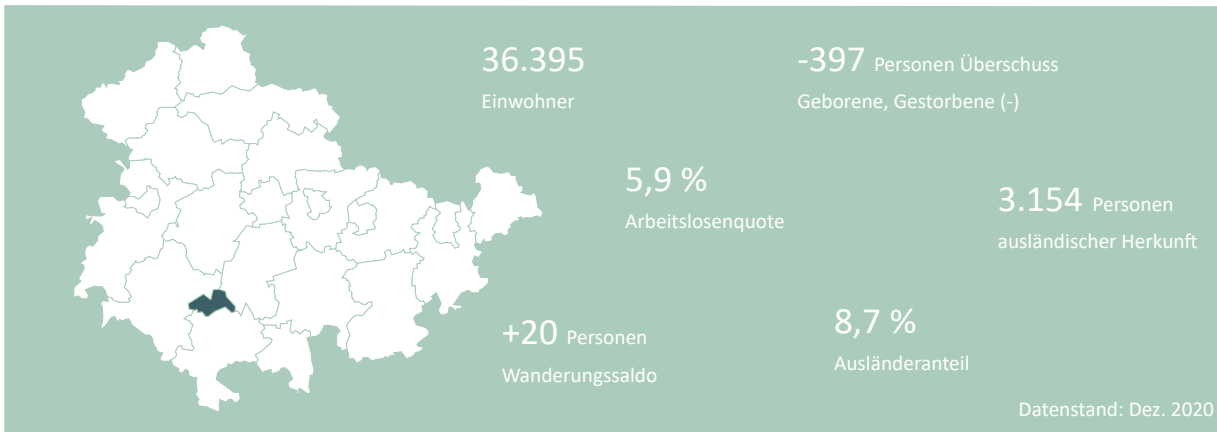 36.395
Einwohner
-397 Personen Überschuss
Geborene, Gestorbene (-)
5,9 %
Arbeitslosenquote
3.154 Personen
ausländischer Herkunft
+20 Personen
Wanderungssaldo
8,7 %
Ausländeranteil
Datenstand: Dez. 2020